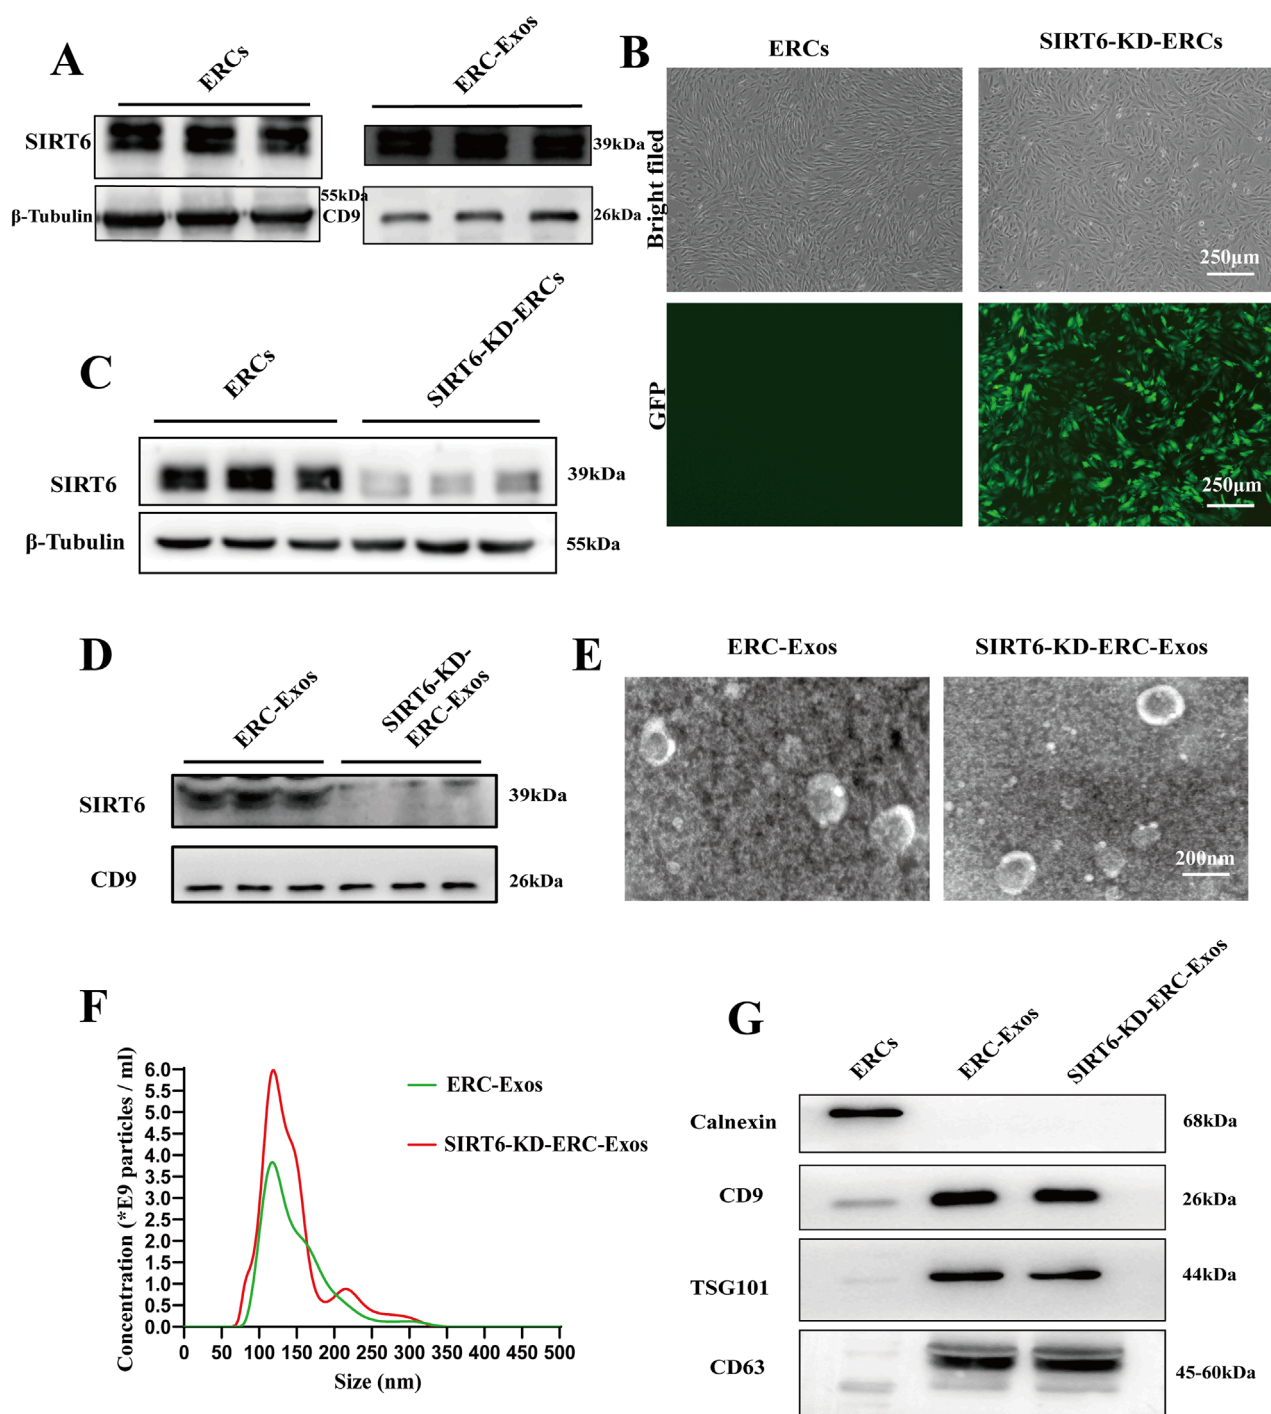 A
ERCs
ERC-Exos
SIRT6
39kDa
β-Tubulin
55kDa
CD9
26kDa
B
ERCs
SIRT6-KD-ERCs
Bright filed
250μm
GFP
250μm
C
ERCs
SIRT6-KD-ERCs
SIRT6
39kDa
β-Tubulin
55kDa
D
ERC-Exos
SIRT6-KD-
ERC-Exos
SIRT6
39kDa
CD9
26kDa
E
ERC-Exos
SIRT6-KD-ERC-Exos
200nm
F
Concentration (*E9 particles / ml)
6.0
5.5
5.0
4.5
4.0
3.5
3.0
2.5
2.0
1.5
1.0
0.5
0.0
0 50 100 150 200 250 300 350 400 450 500
Size (nm)
ERC-Exos
SIRT6-KD-ERC-Exos
G
ERCs
ERC-Exos
SIRT6-KD-ERC-Exos
Calnexin
68kDa
CD9
26kDa
TSG101
44kDa
CD63
45-60kDa